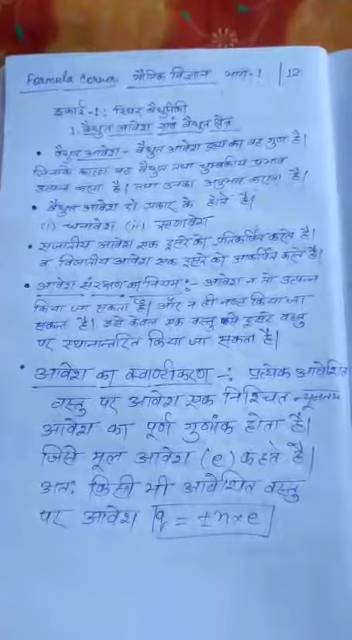 Formula Corner भौतिक विज्ञान भाग-1 | 12
इकाई-1: स्थिर वैद्युतिकी
1. वैद्युत आवेश एवं वैद्युत क्षेत्र
• वैद्युत आवेश - वैद्युत आवेश द्रव्य का वह गुण है।
जिसके कारण वह वैद्युत तथा चुम्बकीय प्रभाव
उत्पन्न करता है। तथा उनका अनुभव करता है।
• वैद्युत आवेश दो प्रकार के होते है।
(i) धनावेश (ii) ऋणावेश
• सजातीय आवेश एक दूसरे को प्रतिकर्षित करते है।
व विजातीय आवेश एक दूसरे को आकर्षित करते है।
• आवेश संरक्षण का नियम :- आवेश न तो उत्पन्न
किया जा सकता है। और न ही नष्ट किया जा
सकता है। इसे केवल एक वस्तु से दूसरे वस्तु
पर स्थानान्तरित किया जा सकता है।
• आवेश का क्वाण्टीकरण -: प्रत्येक आवेशित
वस्तु पर आवेश एक निश्चित न्यूनतम
आवेश का पूर्ण गुणांक होता है।
जिसे मूल आवेश (e) कहते है।
अतः किसी भी आवेशित वस्तु
पर आवेश q = ±n×e